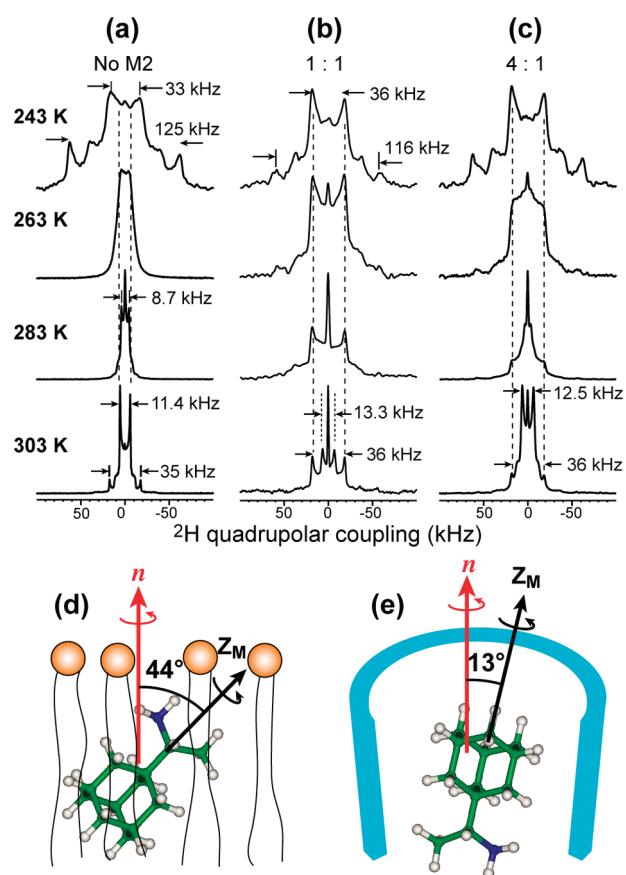 (a) (b) (c)
No M2 1 : 1 4 : 1
243 K
33 kHz
125 kHz
36 kHz
116 kHz
263 K
283 K
8.7 kHz
303 K
11.4 kHz
35 kHz
13.3 kHz
36 kHz
12.5 kHz
36 kHz
50 0 -50 50 0 -50 50 0 -50
²H quadrupolar coupling (kHz)
(d) n 44° Z_M
(e) n 13° Z_M